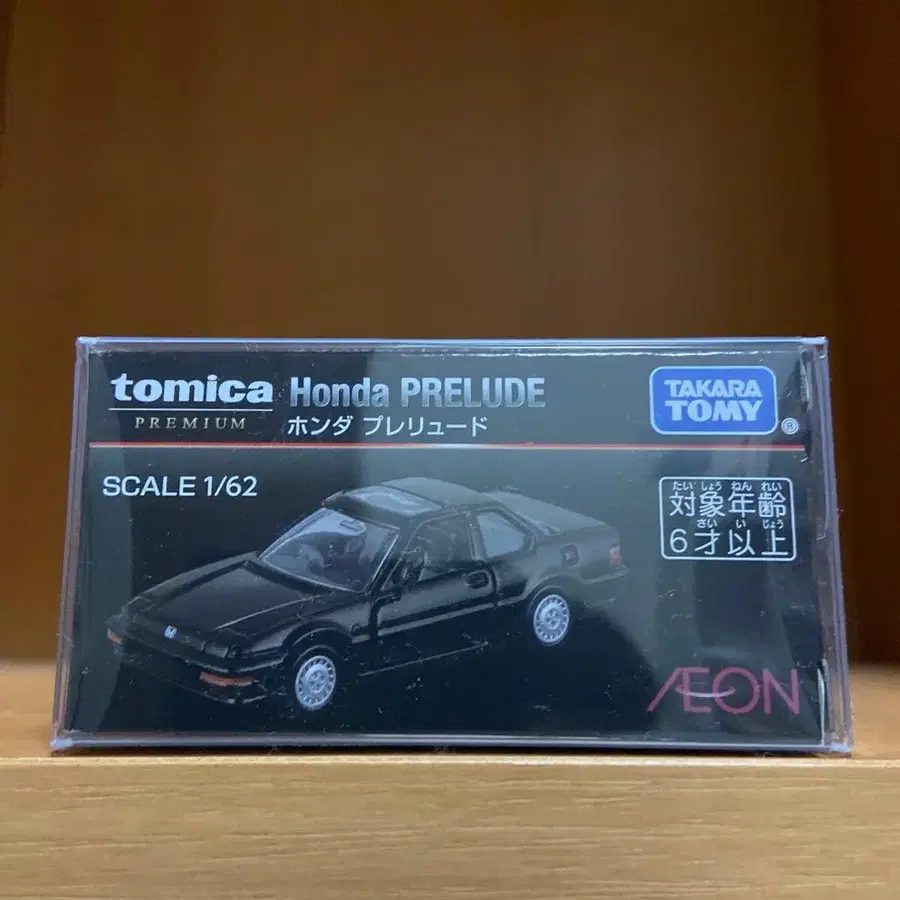 tomica Honda PRELUDE
PREMIUM ホンダ プレリュード
TAKARA
TOMY ®
SCALE 1/62
たいしょうねんれい
対象年齢
さいいじょう
6才以上
ÆON